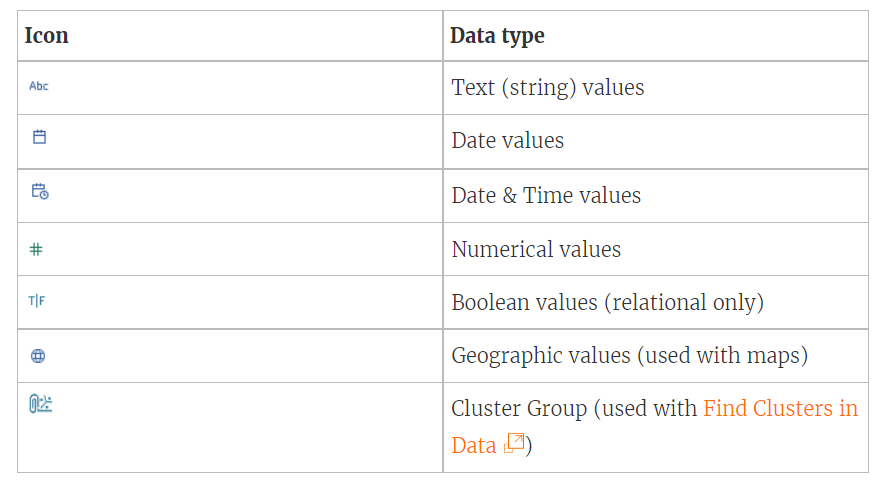 Icon Data type
Abc Text (string) values
Date values
Date & Time values
# Numerical values
T|F Boolean values (relational only)
Geographic values (used with maps)
Cluster Group (used with Find Clusters in
Data )